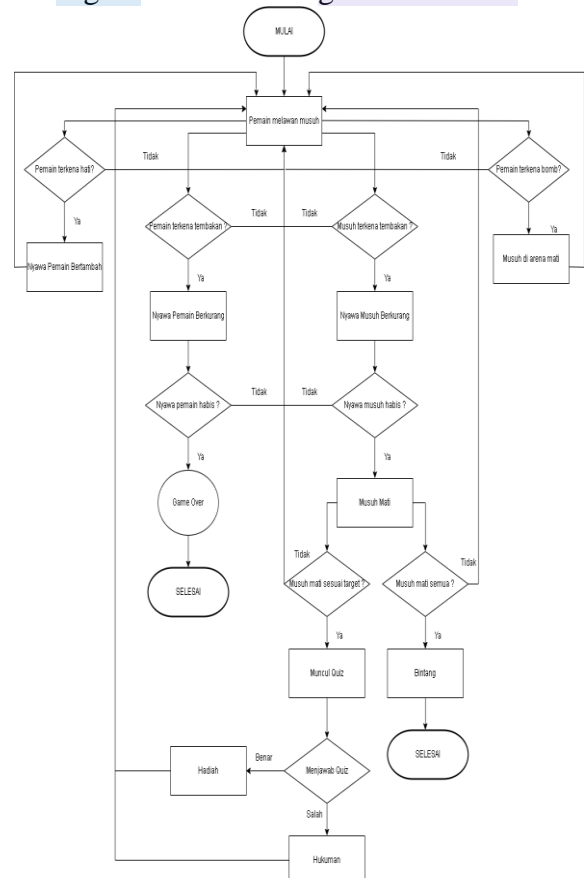 MULAI
Pemain melawan musuh
Pemain terkena hati?
Tidak
Tidak
Pemain terkena bomb?
Ya
Ya
Nyawa Pemain Bertambah
Musuh di arena mati
Pemain terkena tembakan ?
Tidak
Tidak
Musuh terkena tembakan ?
Ya
Ya
Nyawa Pemain Berkurang
Nyawa Musuh Berkurang
Nyawa pemain habis ?
Tidak
Tidak
Nyawa musuh habis ?
Ya
Ya
Game Over
Musuh Mati
SELESAI
Tidak
Musuh mati sesuai target ?
Musuh mati semua ?
Tidak
Ya
Ya
Muncul Quiz
Bintang
SELESAI
Hadiah
Benar
Menjawab Quiz
Salah
Hukuman